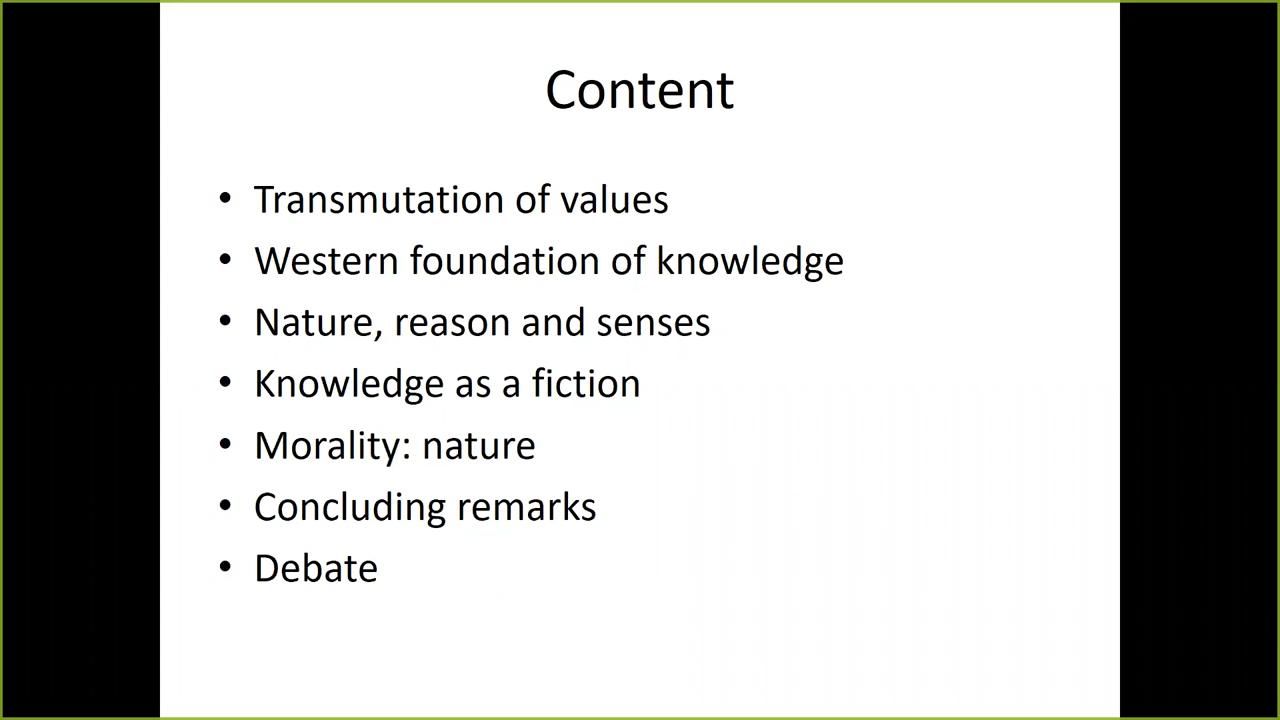 Content
• Transmutation of values
• Western foundation of knowledge
• Nature, reason and senses
• Knowledge as a fiction
• Morality: nature
• Concluding remarks
• Debate